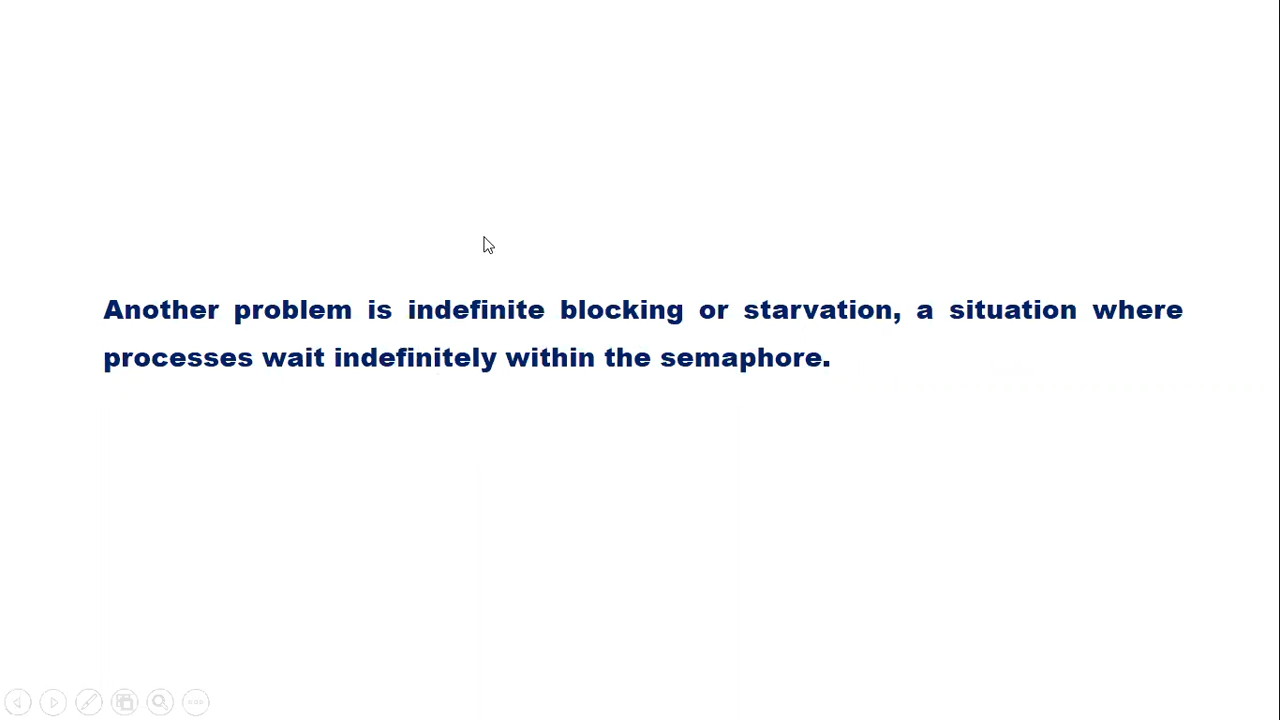 Another problem is indefinite blocking or starvation, a situation where
processes wait indefinitely within the semaphore.